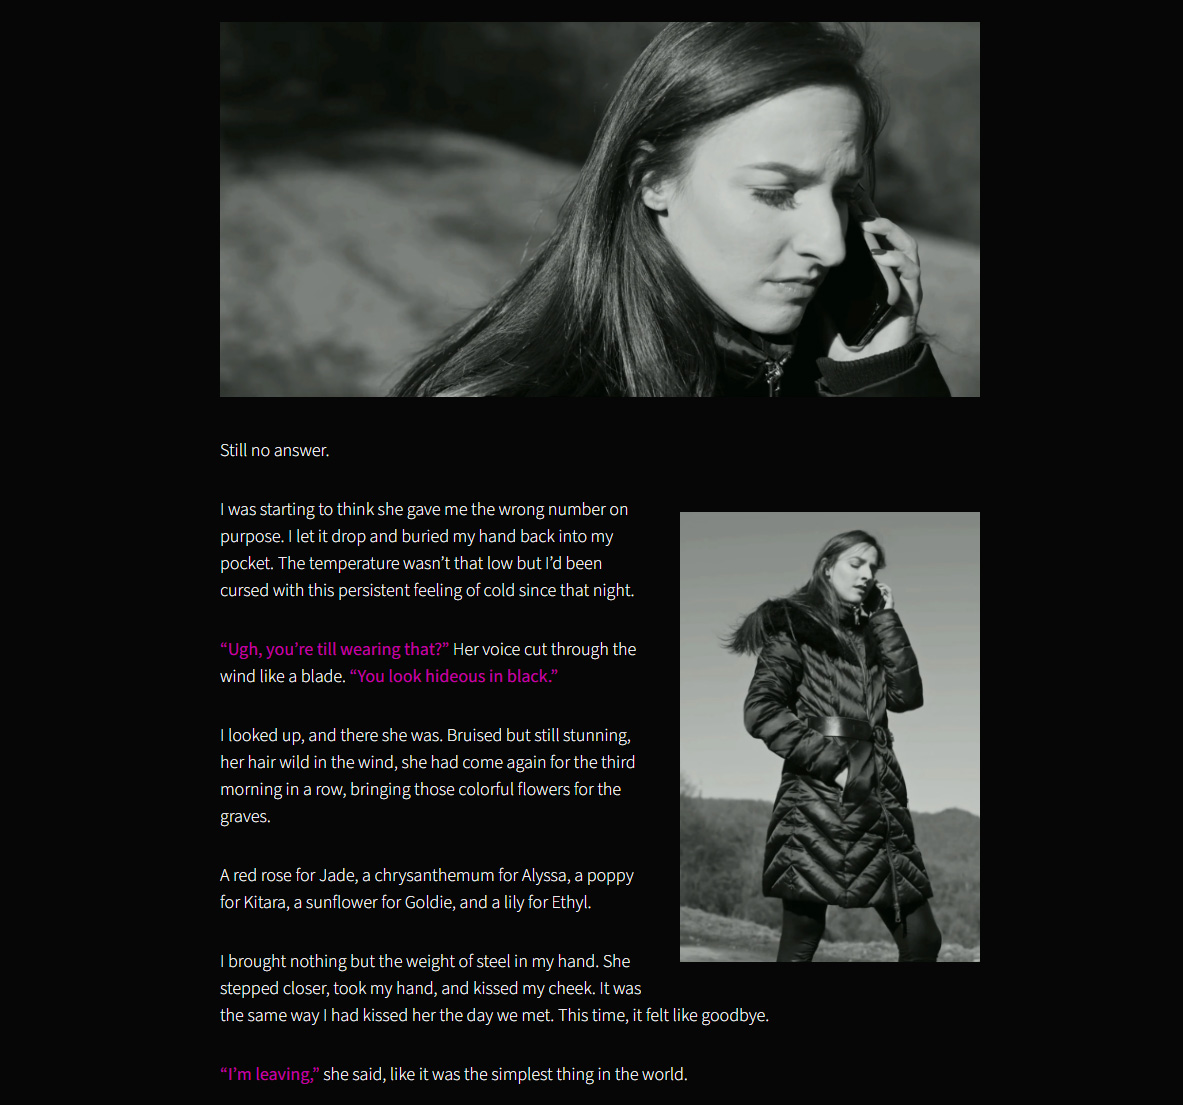 Still no answer.
I was starting to think she gave me the wrong number on
purpose. I let it drop and buried my hand back into my
pocket. The temperature wasn’t that low but I’d been
cursed with this persistent feeling of cold since that night.
“Ugh, you’re till wearing that?” Her voice cut through the
wind like a blade. “You look hideous in black.”
I looked up, and there she was. Bruised but still stunning,
her hair wild in the wind, she had come again for the third
morning in a row, bringing those colorful flowers for the
graves.
A red rose for Jade, a chrysanthemum for Alyssa, a poppy
for Kitara, a sunflower for Goldie, and a lily for Ethyl.
I brought nothing but the weight of steel in my hand. She
stepped closer, took my hand, and kissed my cheek. It was
the same way I had kissed her the day we met. This time, it felt like goodbye.
“I’m leaving,” she said, like it was the simplest thing in the world.